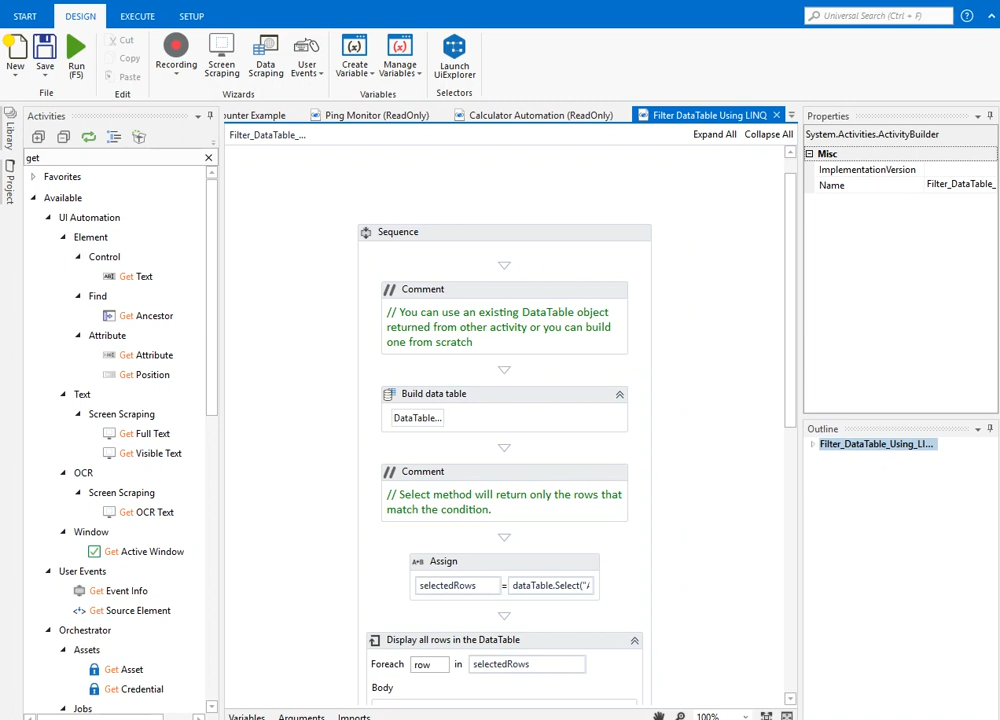 START DESIGN EXECUTE SETUP
Universal Search (Ctrl + F)
New
Save
Run
(F5)
Cut
Copy
Paste
Recording
Screen
Scraping
Data
Scraping
User
Events
Create
Variable
Manage
Variables
Launch
UiExplorer
File Edit Wizards Variables Selectors
Library
Project
Activities
get
Favorites
Available
UI Automation
Element
Control
Get Text
Find
Get Ancestor
Attribute
Get Attribute
Get Position
Text
Screen Scraping
Get Full Text
Get Visible Text
OCR
Screen Scraping
Get OCR Text
Window
Get Active Window
User Events
Get Event Info
Get Source Element
Orchestrator
Assets
Get Asset
Get Credential
Jobs
ounter Example Ping Monitor (ReadOnly) Calculator Automation (ReadOnly) Filter DataTable Using LINQ
Filter_DataTable_... Expand All Collapse All
Sequence
Comment
// You can use an existing DataTable object
returned from other activity or you can build
one from scratch
Build data table
DataTable...
Comment
// Select method will return only the rows that
match the condition.
A+B Assign
selectedRows = dataTable.Select("A
Display all rows in the DataTable
Foreach row in selectedRows
Body
Variables Arguments Imports 100%
Properties
System.Activities.ActivityBuilder
Misc
ImplementationVersion
Name Filter_DataTable_
Outline
Filter_DataTable_Using_LI...